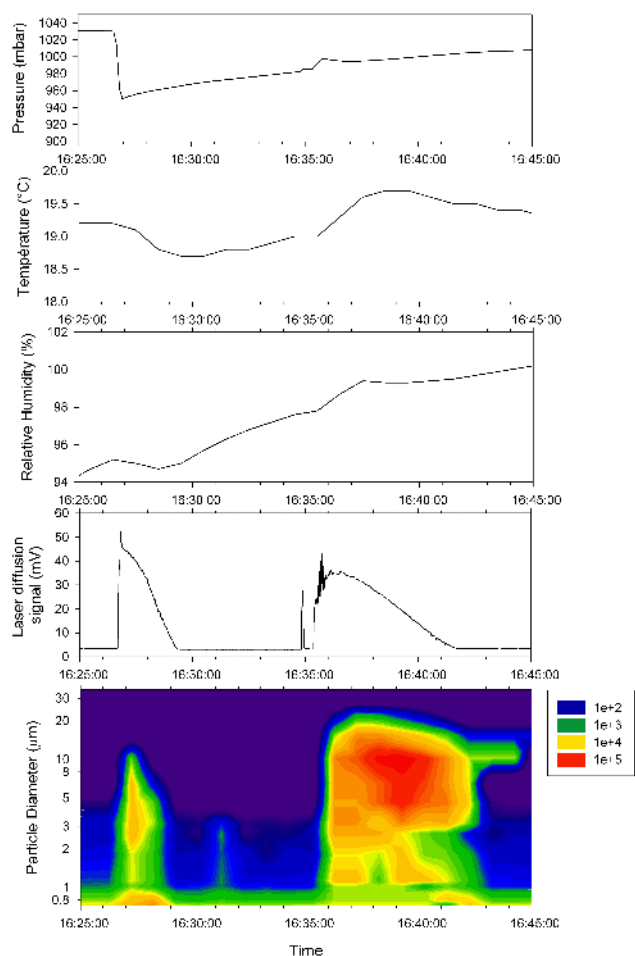 Pressure (mbar)
1040
1020
1000
980
960
940
920
900
16:25:00 16:30:00 16:35:00 16:40:00 16:45:00
Température (°C)
20.0
19.5
19.0
18.5
18.0
16:25:00 16:30:00 16:35:00 16:40:00 16:45:00
Relative Humidity (%)
102
100
98
96
94
16:25:00 16:30:00 16:35:00 16:40:00 16:45:00
Laser diffusion
signal (mV)
60
50
40
30
20
10
0
16:25:00 16:30:00 16:35:00 16:40:00 16:45:00
Particle Diameter (µm)
30
20
10
8
5
3
2
1
0.8
16:25:00 16:30:00 16:35:00 16:40:00 16:45:00
Time
1e+2
1e+3
1e+4
1e+5